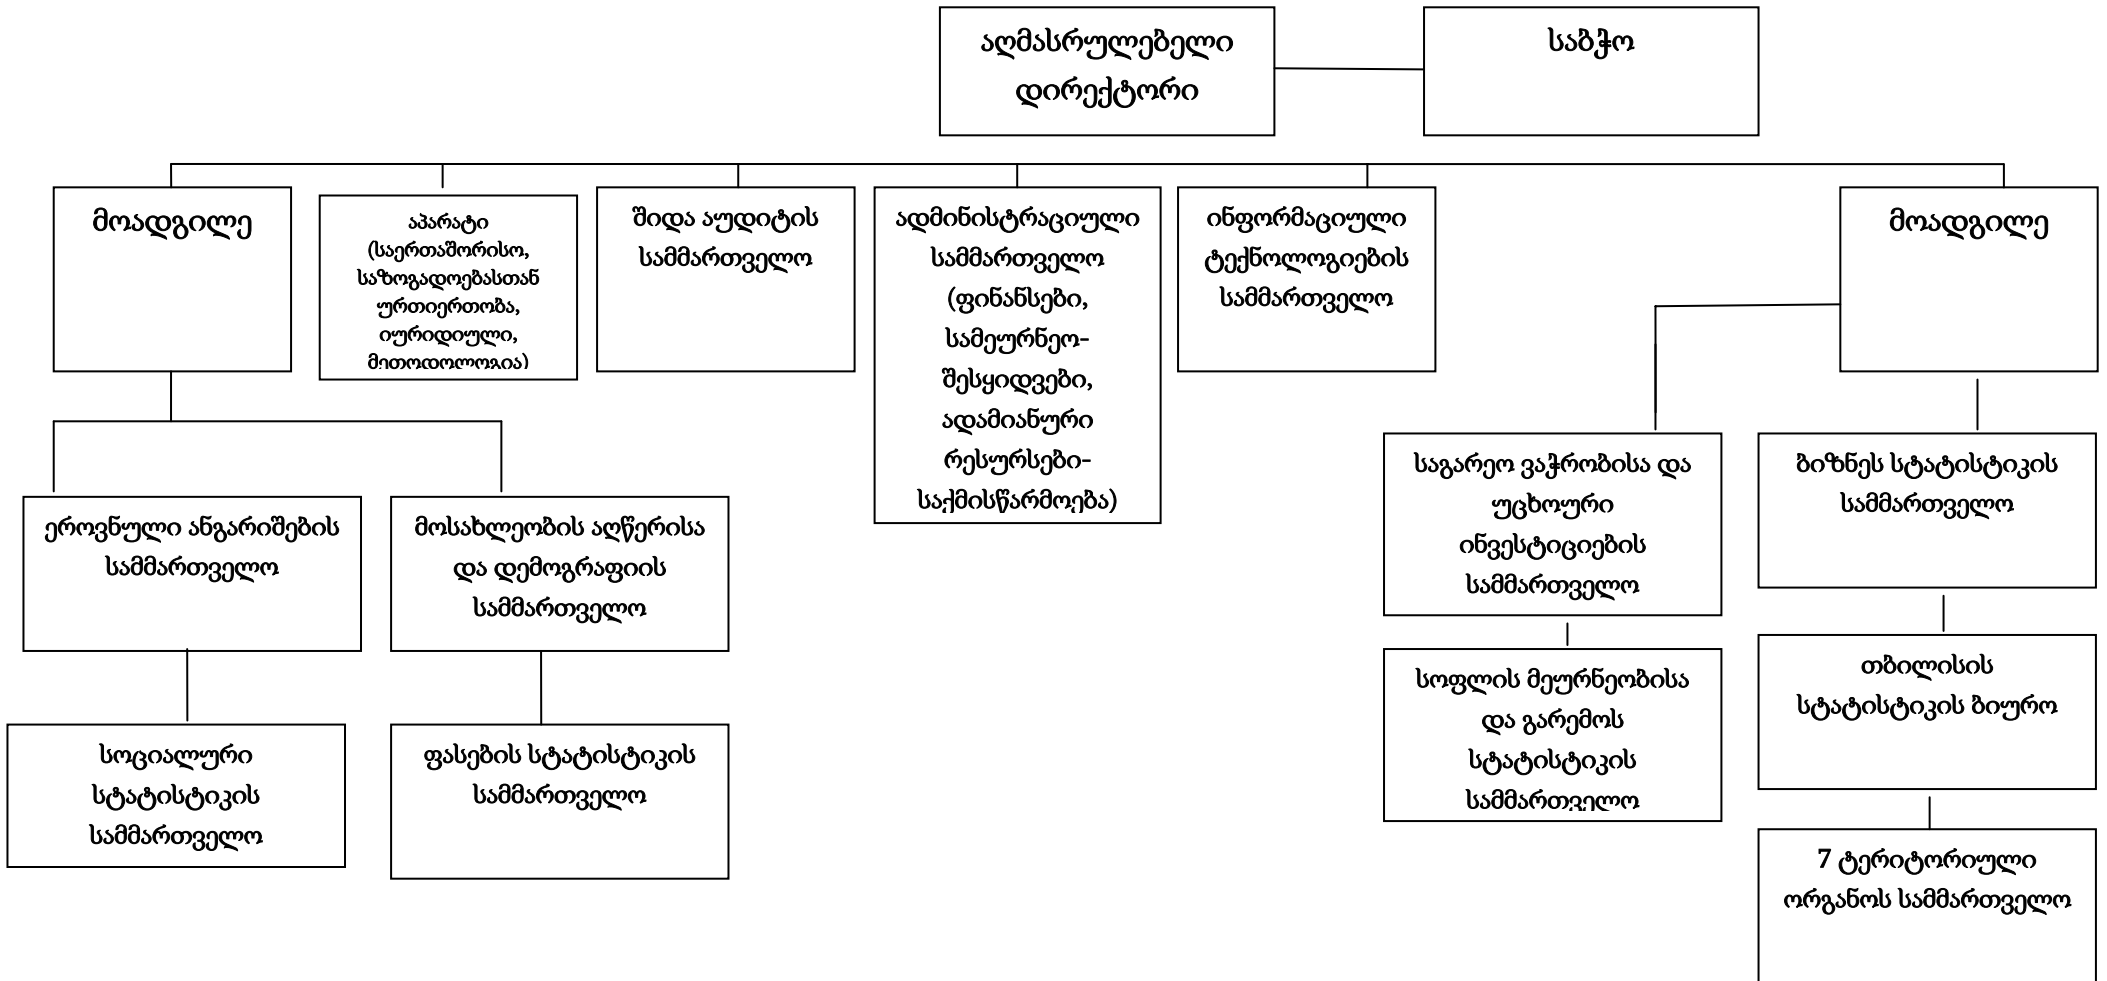 აღმასრულებელი
დირექტორი
საბჭო
მოადგილე
აპარატი
(საერთაშორისო,
საზოგადოებასთან
ურთიერთობა,
იურიდიული,
მეთოდოლოგია)
შიდა აუდიტის
სამმართველო
ადმინისტრაციული
სამმართველო
(ფინანსები,
სამეურნეო-
შესყიდვები,
ადამიანური
რესურსები-
საქმისწარმოება)
ინფორმაციული
ტექნოლოგიების
სამმართველო
მოადგილე
ეროვნული ანგარიშების
სამმართველო
მოსახლეობის აღწერისა
და დემოგრაფიის
სამმართველო
საგარეო ვაჭრობისა და
უცხოური
ინვესტიციების
სამმართველო
ბიზნეს სტატისტიკის
სამმართველო
სოციალური
სტატისტიკის
სამმართველო
ფასების სტატისტიკის
სამმართველო
სოფლის მეურნეობისა
და გარემოს
სტატისტიკის
სამმართველო
თბილისის
სტატისტიკის ბიურო
7 ტერიტორიული
ორგანოს სამმართველო